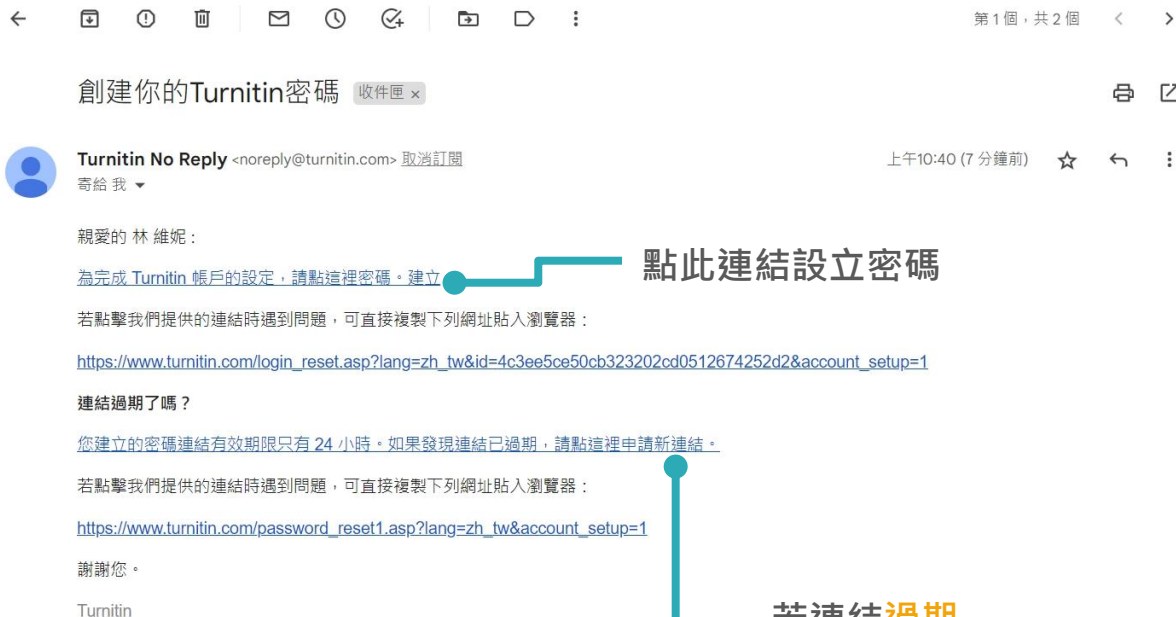 第 1 個，共 2 個
創建你的Turnitin密碼 收件匣 ×
Turnitin No Reply <noreply@turnitin.com> 取消訂閱 上午10:40 (7 分鐘前)
寄給 我
親愛的 林 維妮 :
為完成 Turnitin 帳戶的設定，請點這裡密碼。建立
點此連結設立密碼
若點擊我們提供的連結時遇到問題，可直接複製下列網址貼入瀏覽器 :
https://www.turnitin.com/login_reset.asp?lang=zh_tw&id=4c3ee5ce50cb323202cd0512674252d2&account_setup=1
連結過期了嗎？
您建立的密碼連結有效期限只有 24 小時。如果發現連結已過期，請點這裡申請新連結。
若點擊我們提供的連結時遇到問題，可直接複製下列網址貼入瀏覽器 :
https://www.turnitin.com/password_reset1.asp?lang=zh_tw&account_setup=1
謝謝您。
Turnitin
若連結過期